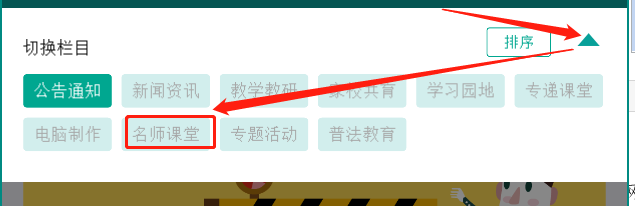 切换栏目 排序
公告通知 新闻资讯 教学教研 家校共育 学习园地 专递课堂
电脑制作 名师课堂 专题活动 普法教育